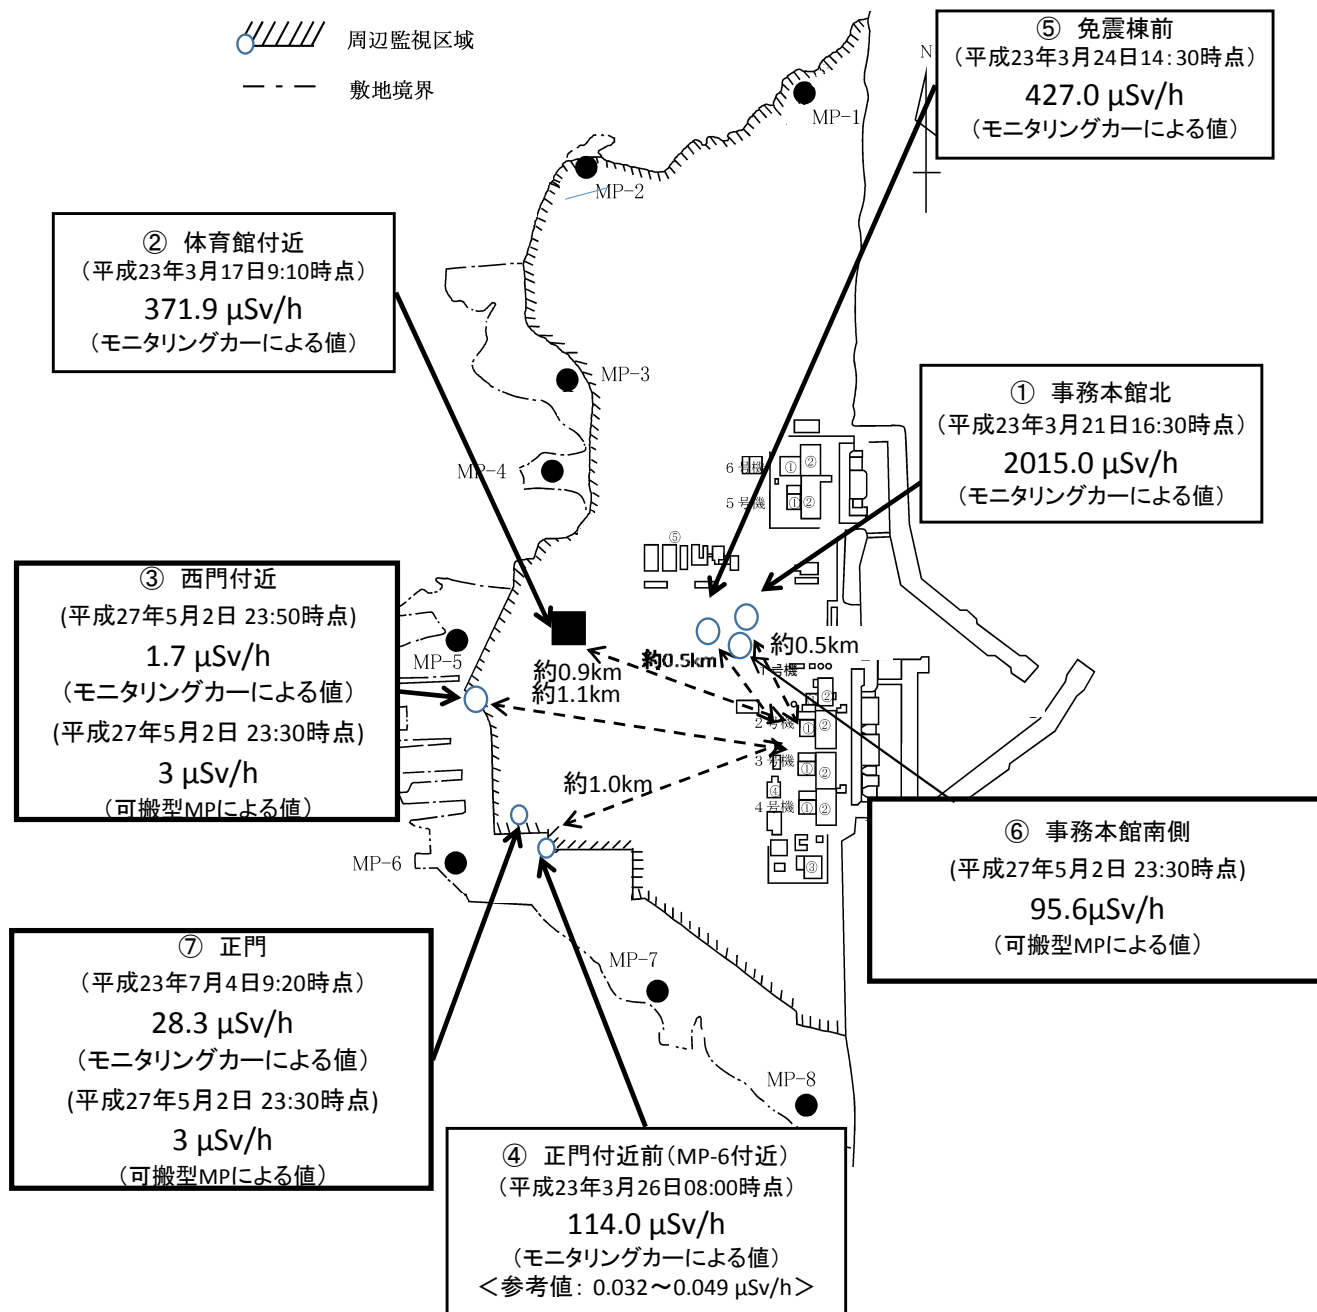 周辺監視区域
敷地境界
⑤ 免震棟前
(平成23年3月24日14:30時点)
427.0 μSv/h
(モニタリングカーによる値)
N
MP-1
MP-2
② 体育館付近
(平成23年3月17日9:10時点)
371.9 μSv/h
(モニタリングカーによる値)
MP-3
① 事務本館北
(平成23年3月21日16:30時点)
2015.0 μSv/h
(モニタリングカーによる値)
MP-4
6号機
①
②
5号機
①
②
⑤
③ 西門付近
(平成27年5月2日 23:50時点)
1.7 μSv/h
(モニタリングカーによる値)
(平成27年5月2日 23:30時点)
3 μSv/h
(可搬型MPによる値)
MP-5
約0.9km
約1.1km
約0.5km
約0.5km
1号機
②
2号機
①
②
3号機
①
②
約1.0km
④
4号機
①
②
③
MP-6
⑥ 事務本館南側
(平成27年5月2日 23:30時点)
95.6μSv/h
(可搬型MPによる値)
⑦ 正門
(平成23年7月4日9:20時点)
28.3 μSv/h
(モニタリングカーによる値)
(平成27年5月2日 23:30時点)
3 μSv/h
(可搬型MPによる値)
MP-7
MP-8
④ 正門付近前(MP-6付近)
(平成23年3月26日08:00時点)
114.0 μSv/h
(モニタリングカーによる値)
<参考値: 0.032～0.049 μSv/h>